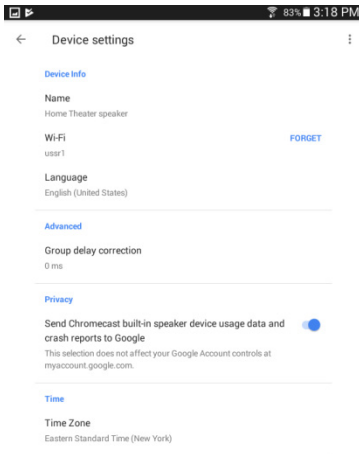 83% 3:18 PM
Device settings
Device Info
Name
Home Theater speaker
Wi-Fi
FORGET
ussr1
Language
English (United States)
Advanced
Group delay correction
0 ms
Privacy
Send Chromecast built-in speaker device usage data and
crash reports to Google
This selection does not affect your Google Account controls at
myaccount.google.com.
Time
Time Zone
Eastern Standard Time (New York)